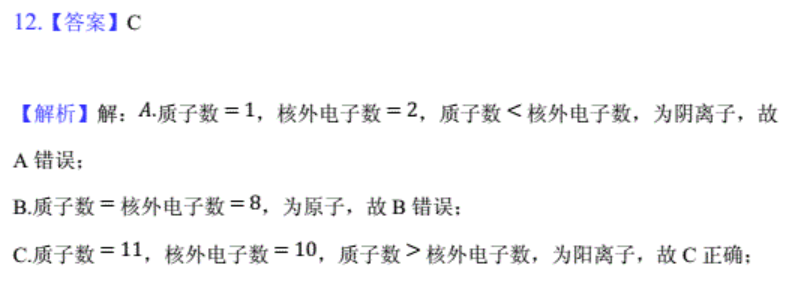 12.【答案】C
【解析】解：A.质子数＝1，核外电子数＝2，质子数＜核外电子数，为阴离子，故
A 错误；
B.质子数＝核外电子数＝8，为原子，故 B 错误；
C.质子数＝11，核外电子数＝10，质子数＞核外电子数，为阳离子，故 C 正确；